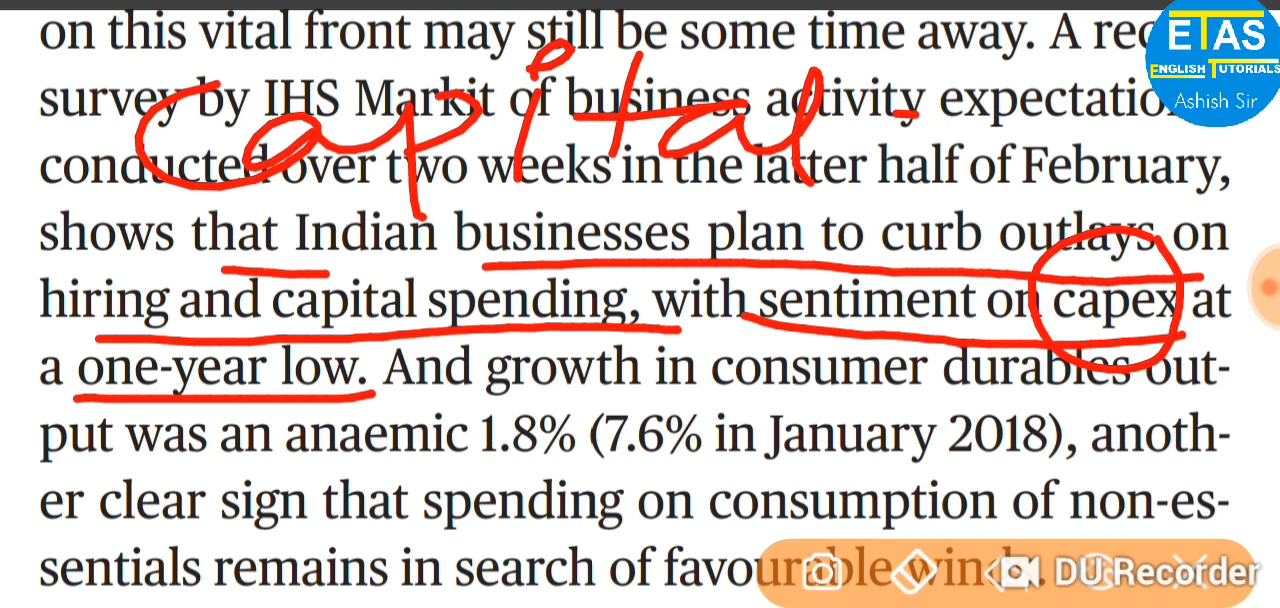 on this vital front may still be some time away. A rec
survey by IHS Markit of business activity expectatio
conducted over two weeks in the latter half of February,
shows that Indian businesses plan to curb outlays on
hiring and capital spending, with sentiment on capex at
a one-year low. And growth in consumer durables out-
put was an anaemic 1.8% (7.6% in January 2018), anoth-
er clear sign that spending on consumption of non-es-
sentials remains in search of favourable winds.
Capital
ETAS
ENGLISH TUTORIALS
Ashish Sir
DU Recorder